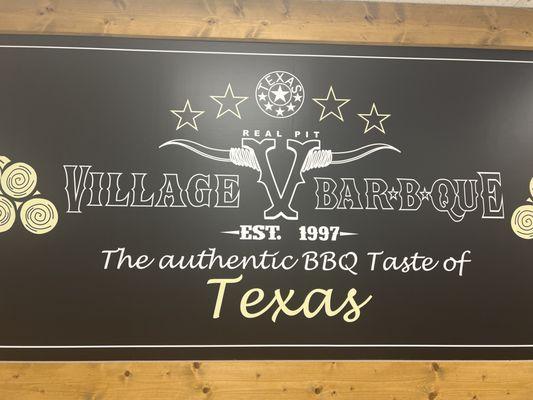 TEXAS
REAL PIT
VILLAGE V BAR★B★QUE
EST. 1997
The authentic BBQ Taste of
Texas